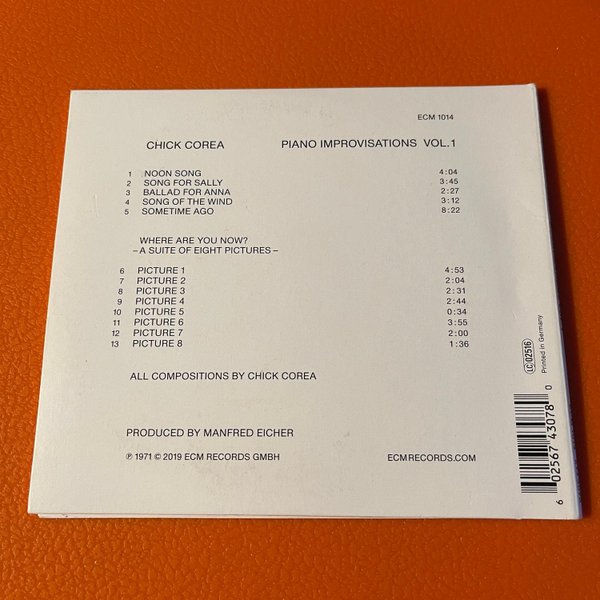 ECM 1014
CHICK COREA PIANO IMPROVISATIONS VOL.1
1 NOON SONG 4:04
2 SONG FOR SALLY 3:45
3 BALLAD FOR ANNA 2:27
4 SONG OF THE WIND 3:12
5 SOMETIME AGO 8:22
WHERE ARE YOU NOW?
– A SUITE OF EIGHT PICTURES –
6 PICTURE 1 4:53
7 PICTURE 2 2:04
8 PICTURE 3 2:31
9 PICTURE 4 2:44
10 PICTURE 5 0:34
11 PICTURE 6 3:55
12 PICTURE 7 2:00
13 PICTURE 8 1:36
ALL COMPOSITIONS BY CHICK COREA
PRODUCED BY MANFRED EICHER
℗ 1971 © 2019 ECM RECORDS GMBH ECMRECORDS.COM
LC 02516
Printed in Germany
6 02567 43078 0